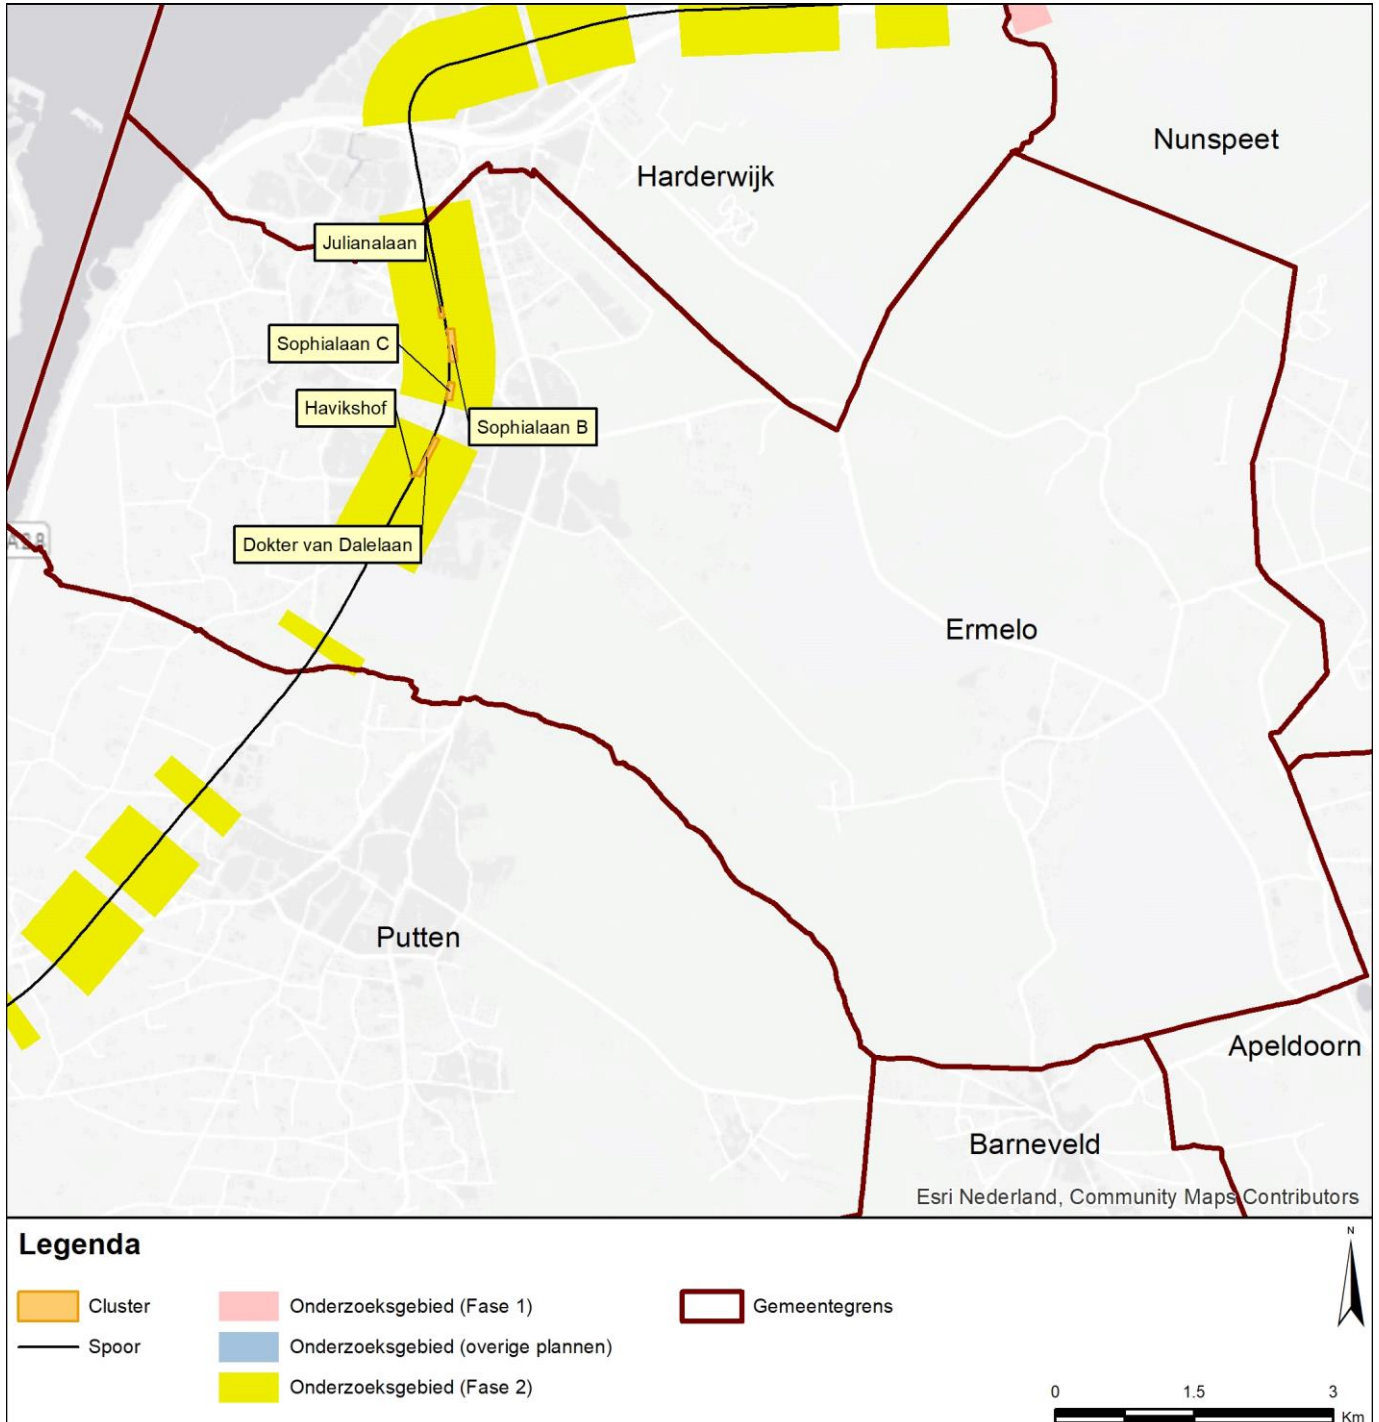 Nunspeet
Harderwijk
Julianalaan
Sophialaan C
Havikshof
Sophialaan B
Dokter van Dalelaan
A28
Ermelo
Putten
Apeldoorn
Barneveld
Esri Nederland, Community Maps Contributors
Legenda
N
Cluster
Onderzoeksgebied (Fase 1)
Gemeentegrens
Spoor
Onderzoeksgebied (overige plannen)
Onderzoeksgebied (Fase 2)
0 1.5 3
Km